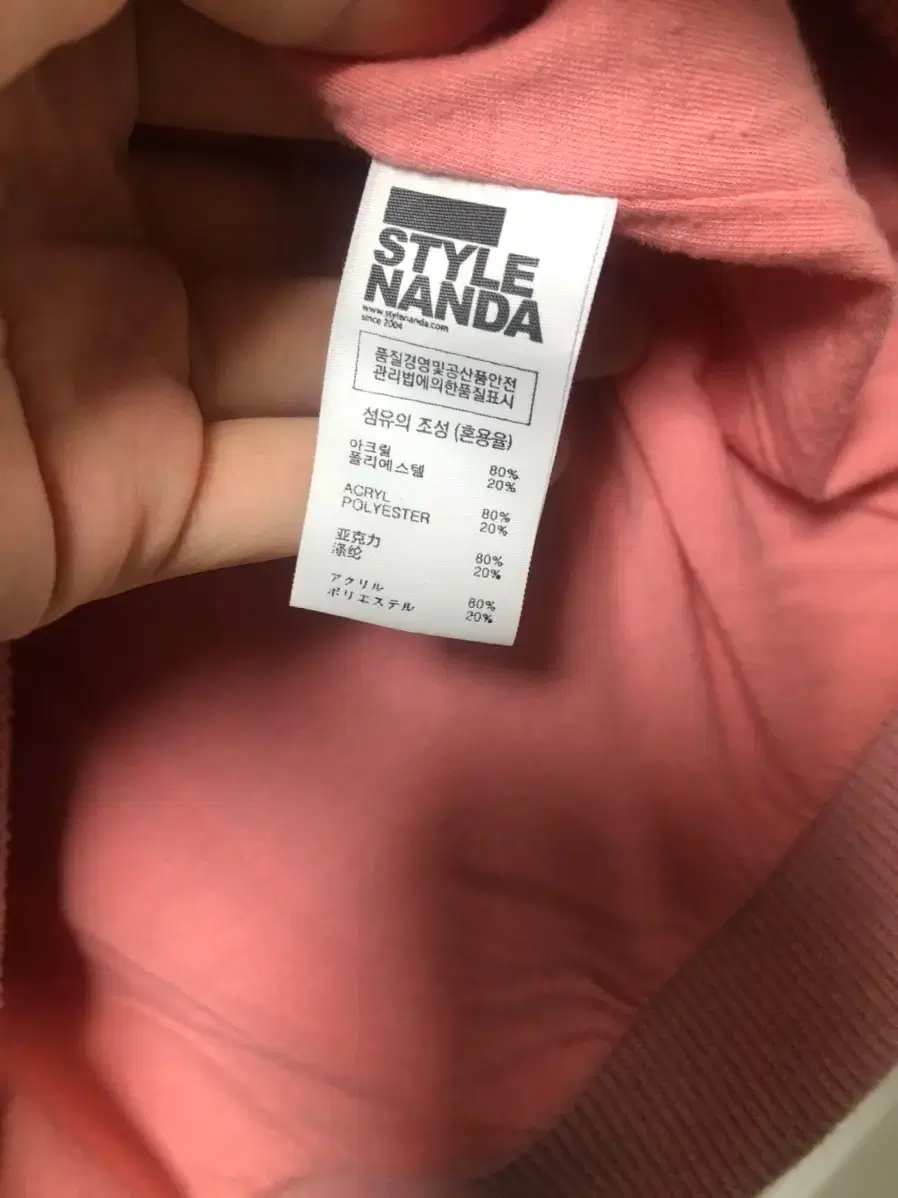 STYLE
NANDA
www.stylenanda.com
since 2004
품질경영및공산품안전
관리법에의한품질표시
섬유의 조성 (혼용율)
아크릴 80%
폴리에스텔 20%
ACRYL 80%
POLYESTER 20%
亚克力 80%
涤纶 20%
アクリル 80%
ポリエステル 20%